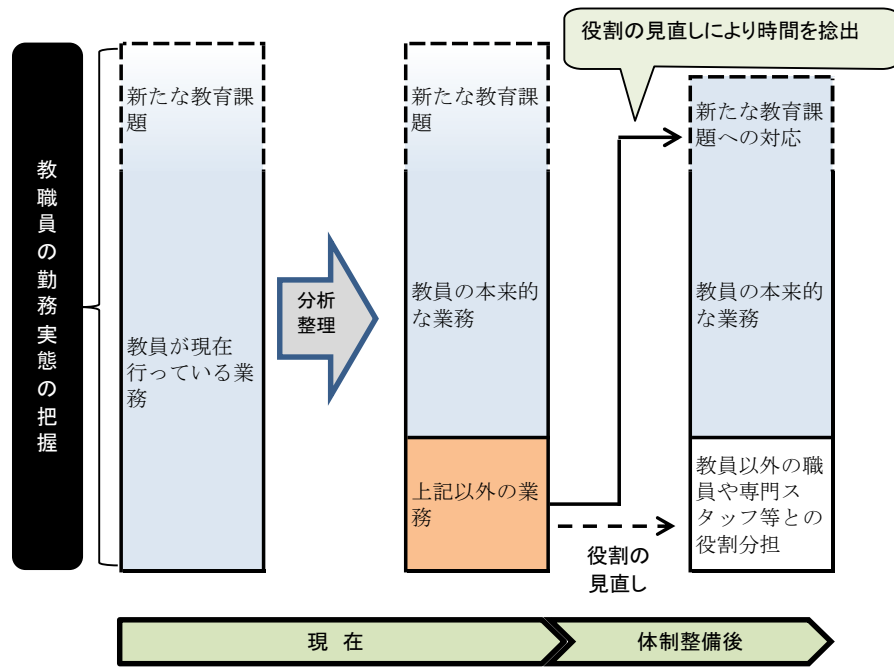 役割の見直しにより時間を捻出
教職員の勤務実態の把握
新たな教育課
題
教員が現在
行っている業
務
分析
整理
新たな教育課
題
教員の本来的
な業務
上記以外の業
務
役割の
見直し
新たな教育課
題への対応
教員の本来的
な業務
教員以外の職
員や専門ス
タッフ等との
役割分担
現 在
体制整備後